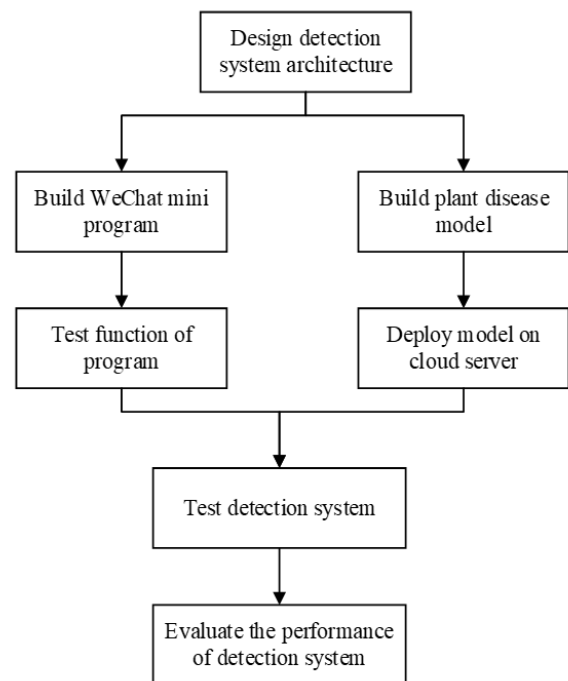 Design detection
system architecture
Build WeChat mini
program
Build plant disease
model
Test function of
program
Deploy model on
cloud server
Test detection system
Evaluate the performance
of detection system